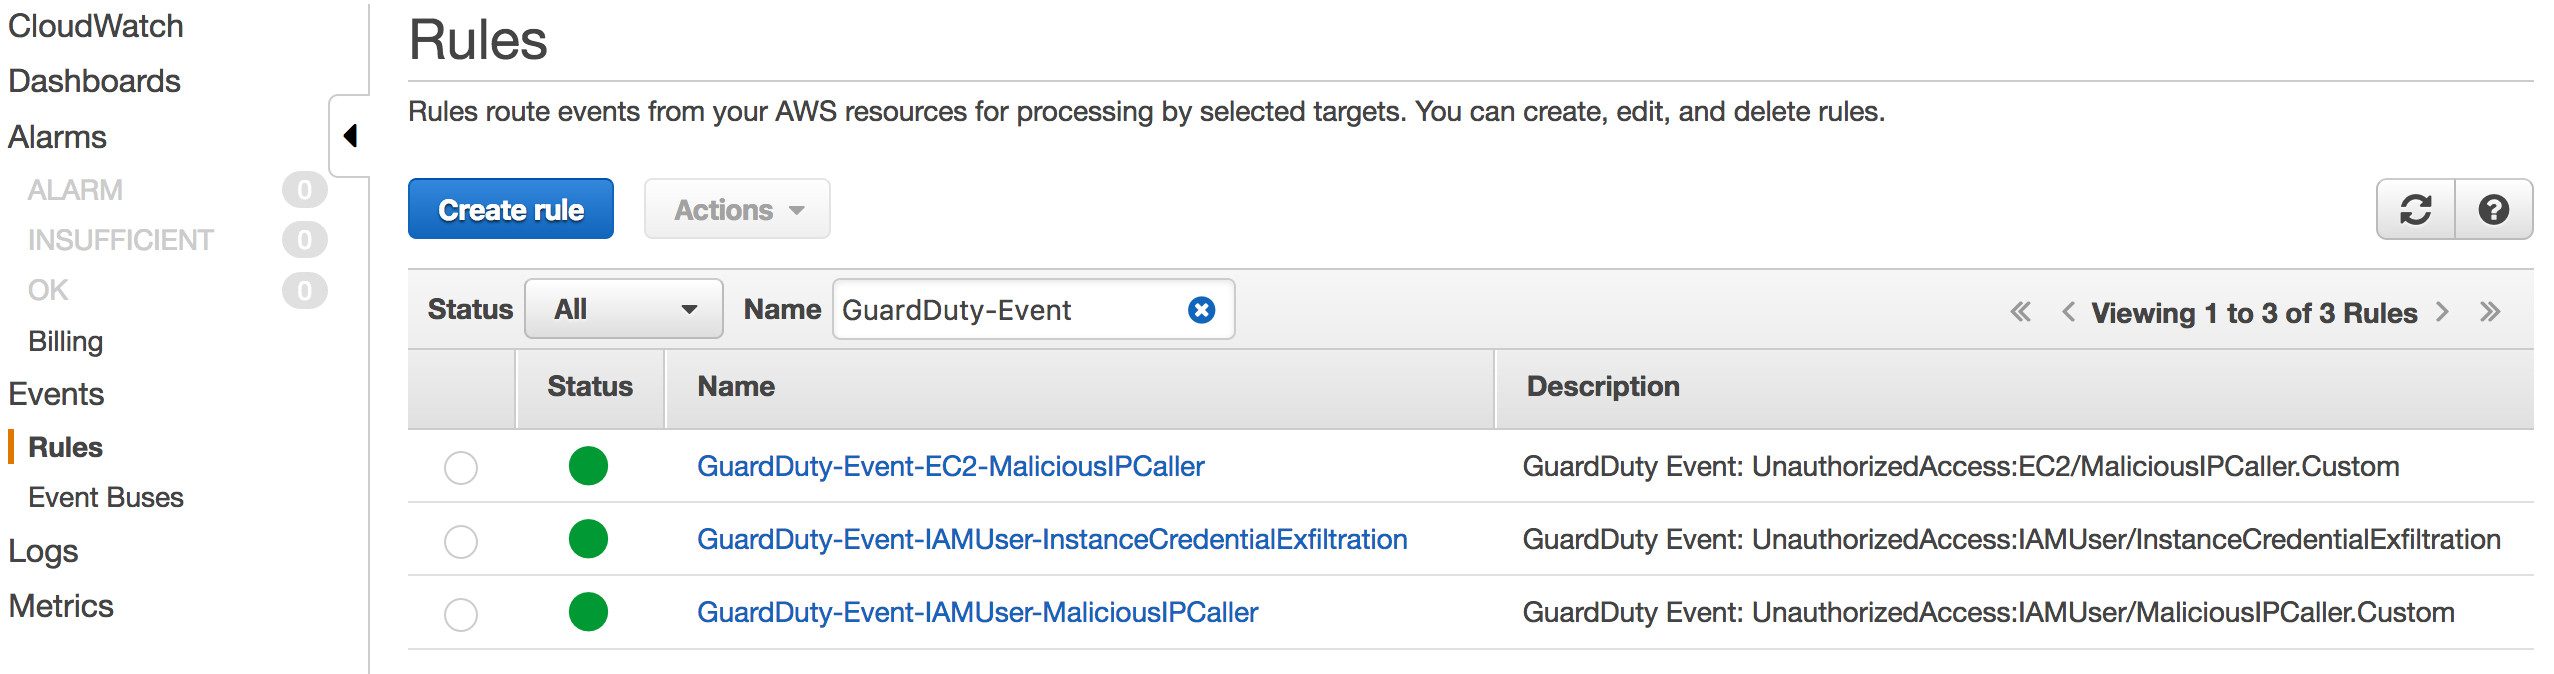 CloudWatch
Dashboards
Alarms
ALARM 0
INSUFFICIENT 0
OK 0
Billing
Events
Rules
Event Buses
Logs
Metrics
Rules
Rules route events from your AWS resources for processing by selected targets. You can create, edit, and delete rules.
Create rule Actions
Status All Name GuardDuty-Event Viewing 1 to 3 of 3 Rules
Status Name Description
GuardDuty-Event-EC2-MaliciousIPCaller GuardDuty Event: UnauthorizedAccess:EC2/MaliciousIPCaller.Custom
GuardDuty-Event-IAMUser-InstanceCredentialExfiltration GuardDuty Event: UnauthorizedAccess:IAMUser/InstanceCredentialExfiltration
GuardDuty-Event-IAMUser-MaliciousIPCaller GuardDuty Event: UnauthorizedAccess:IAMUser/MaliciousIPCaller.Custom